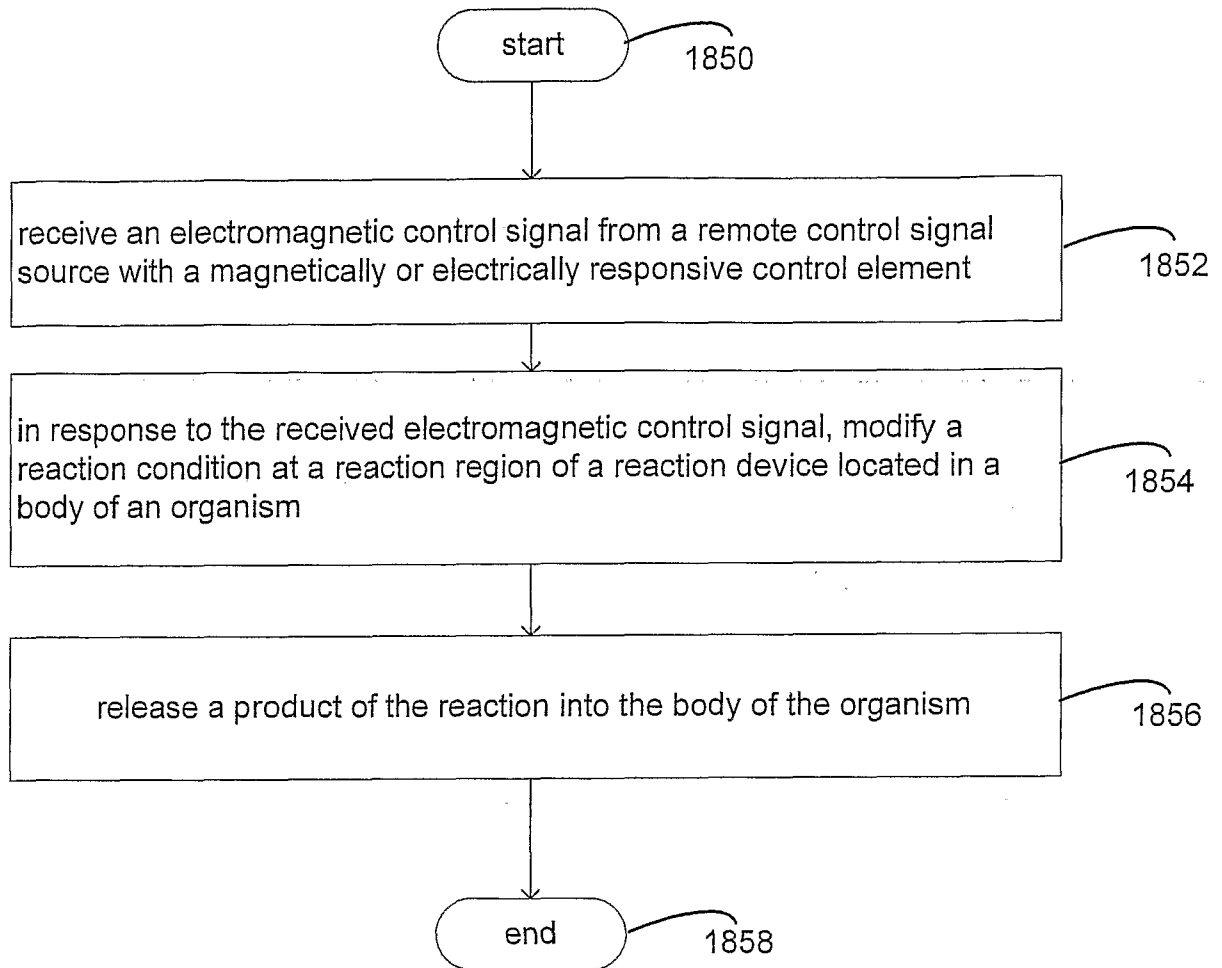 start
1850
receive an electromagnetic control signal from a remote control signal
source with a magnetically or electrically responsive control element
1852
in response to the received electromagnetic control signal, modify a
reaction condition at a reaction region of a reaction device located in a
body of an organism
1854
release a product of the reaction into the body of the organism
1856
end
1858